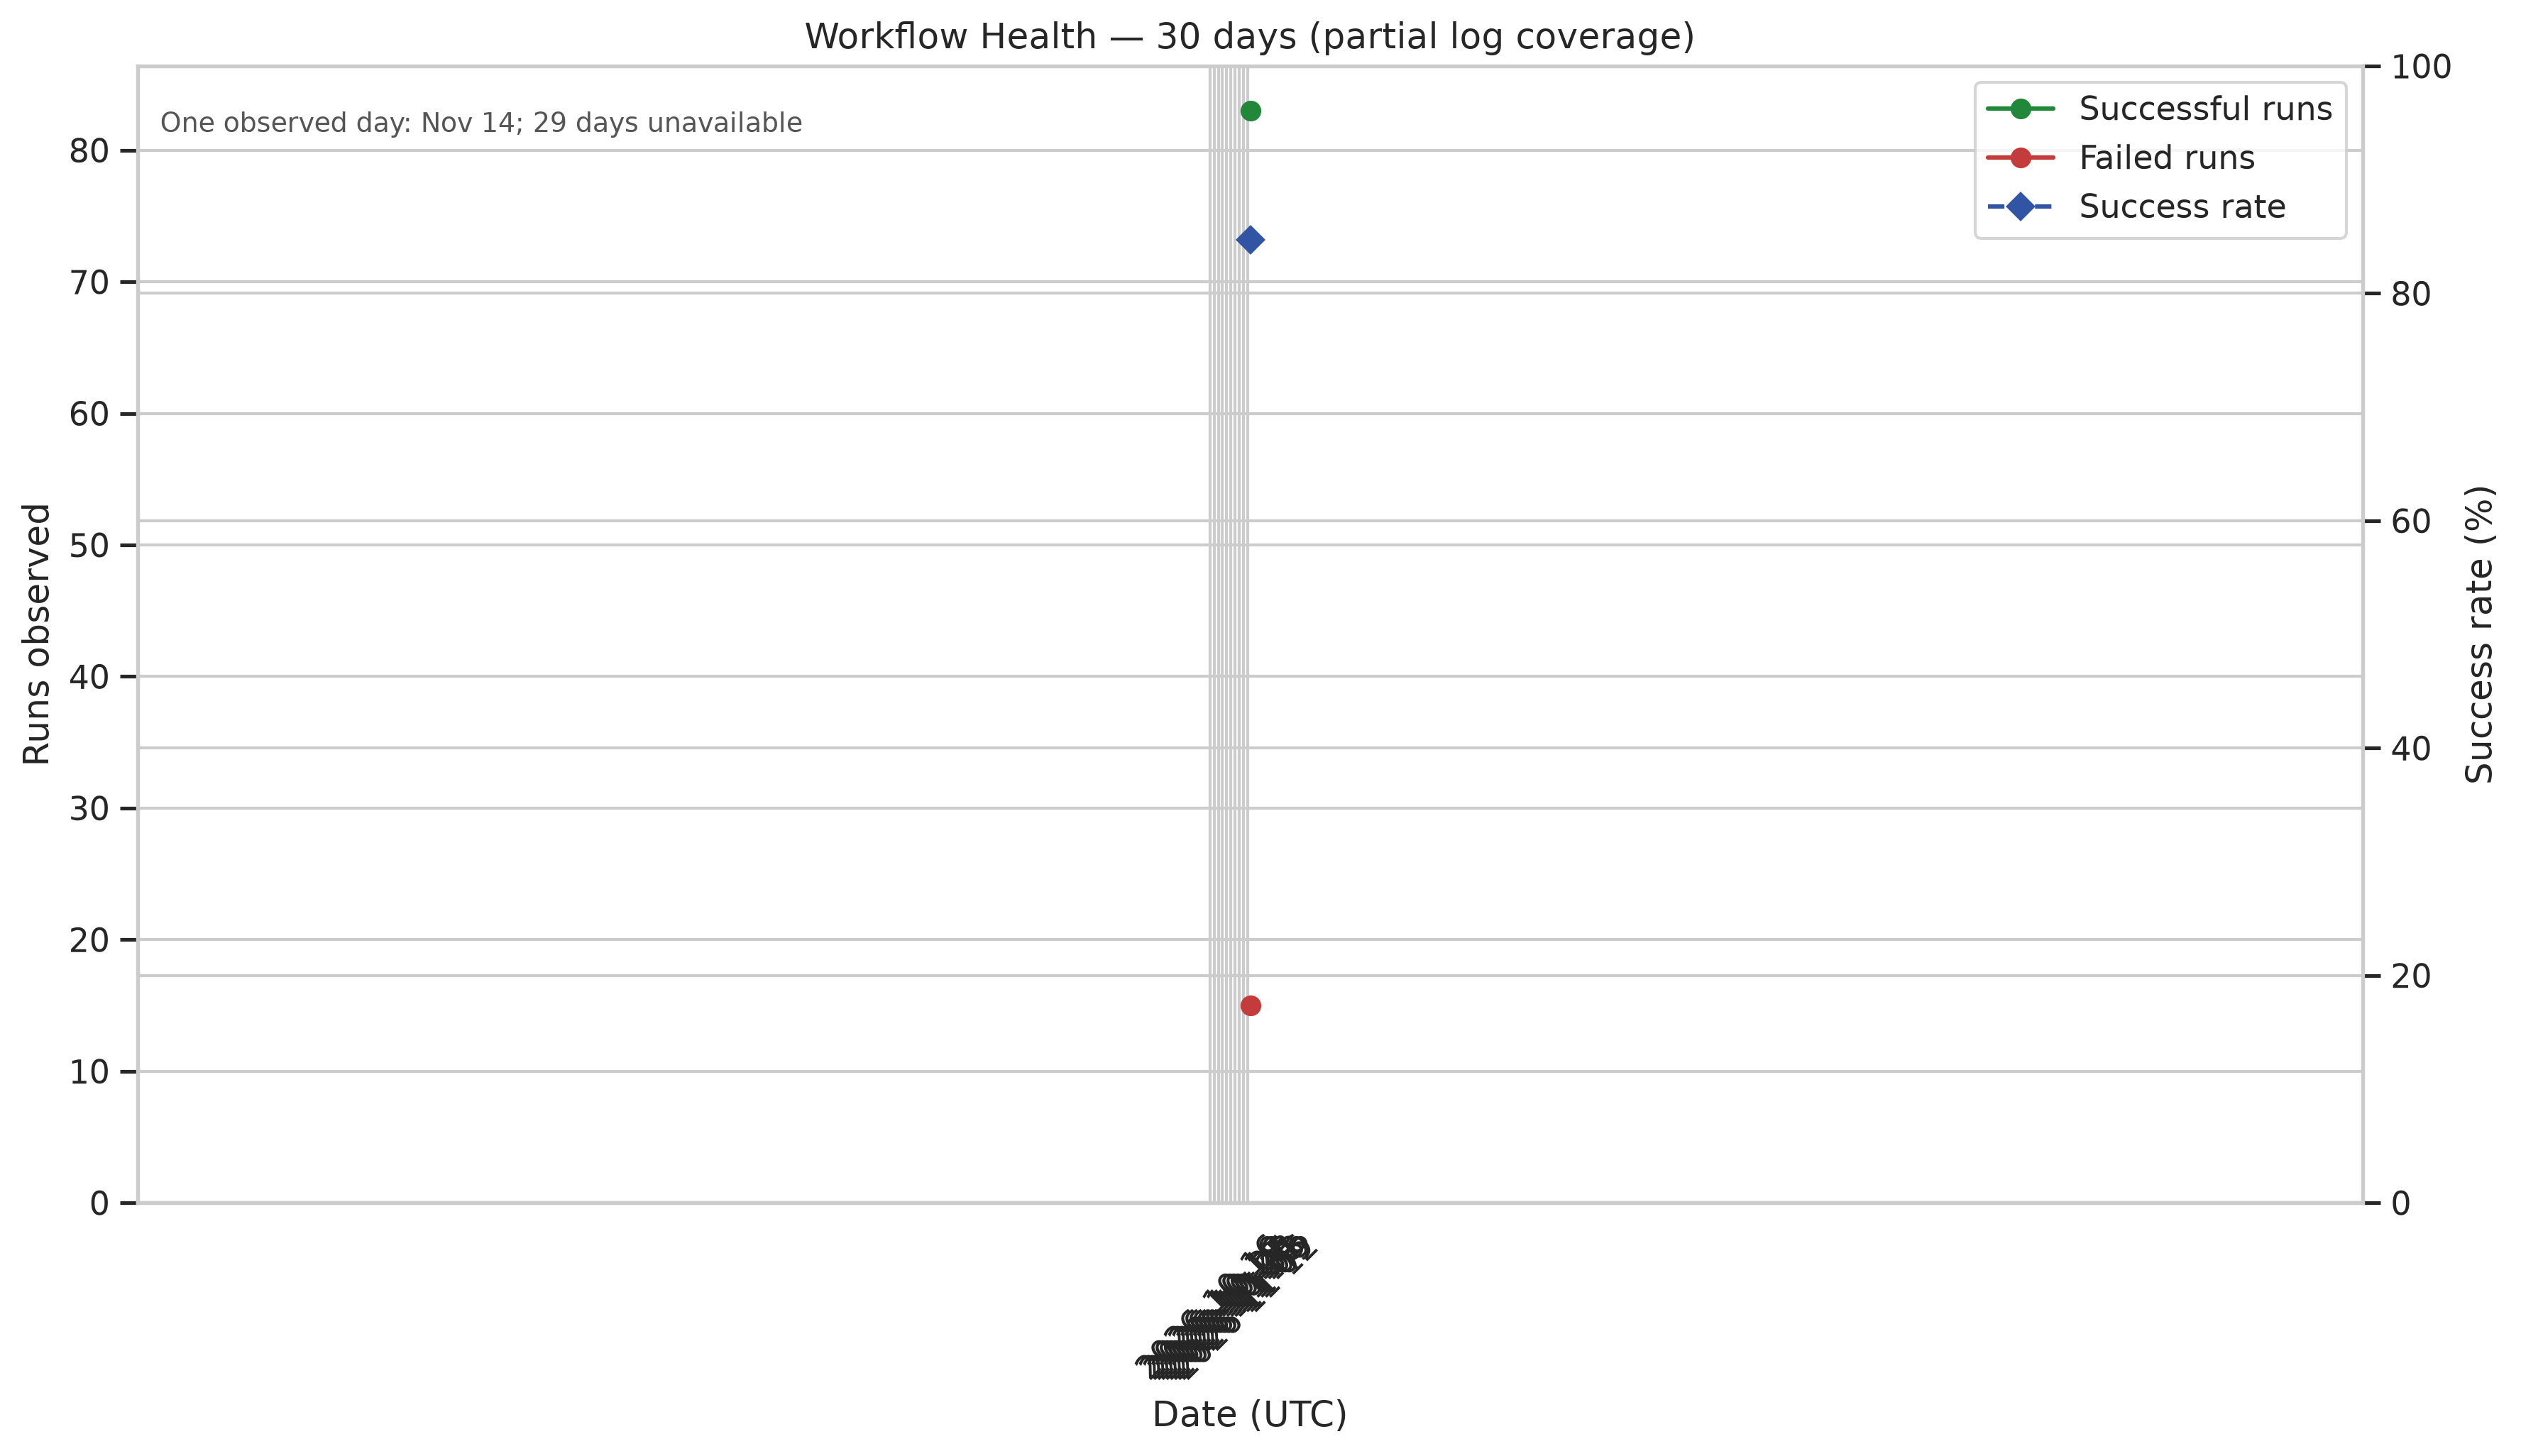 Workflow Health — 30 days (partial log coverage)
One observed day: Nov 14; 29 days unavailable
Successful runs
Failed runs
Success rate
Runs observed
80
70
60
50
40
30
20
10
0
100
80
60
40
20
0
Success rate (%)
Date (UTC)